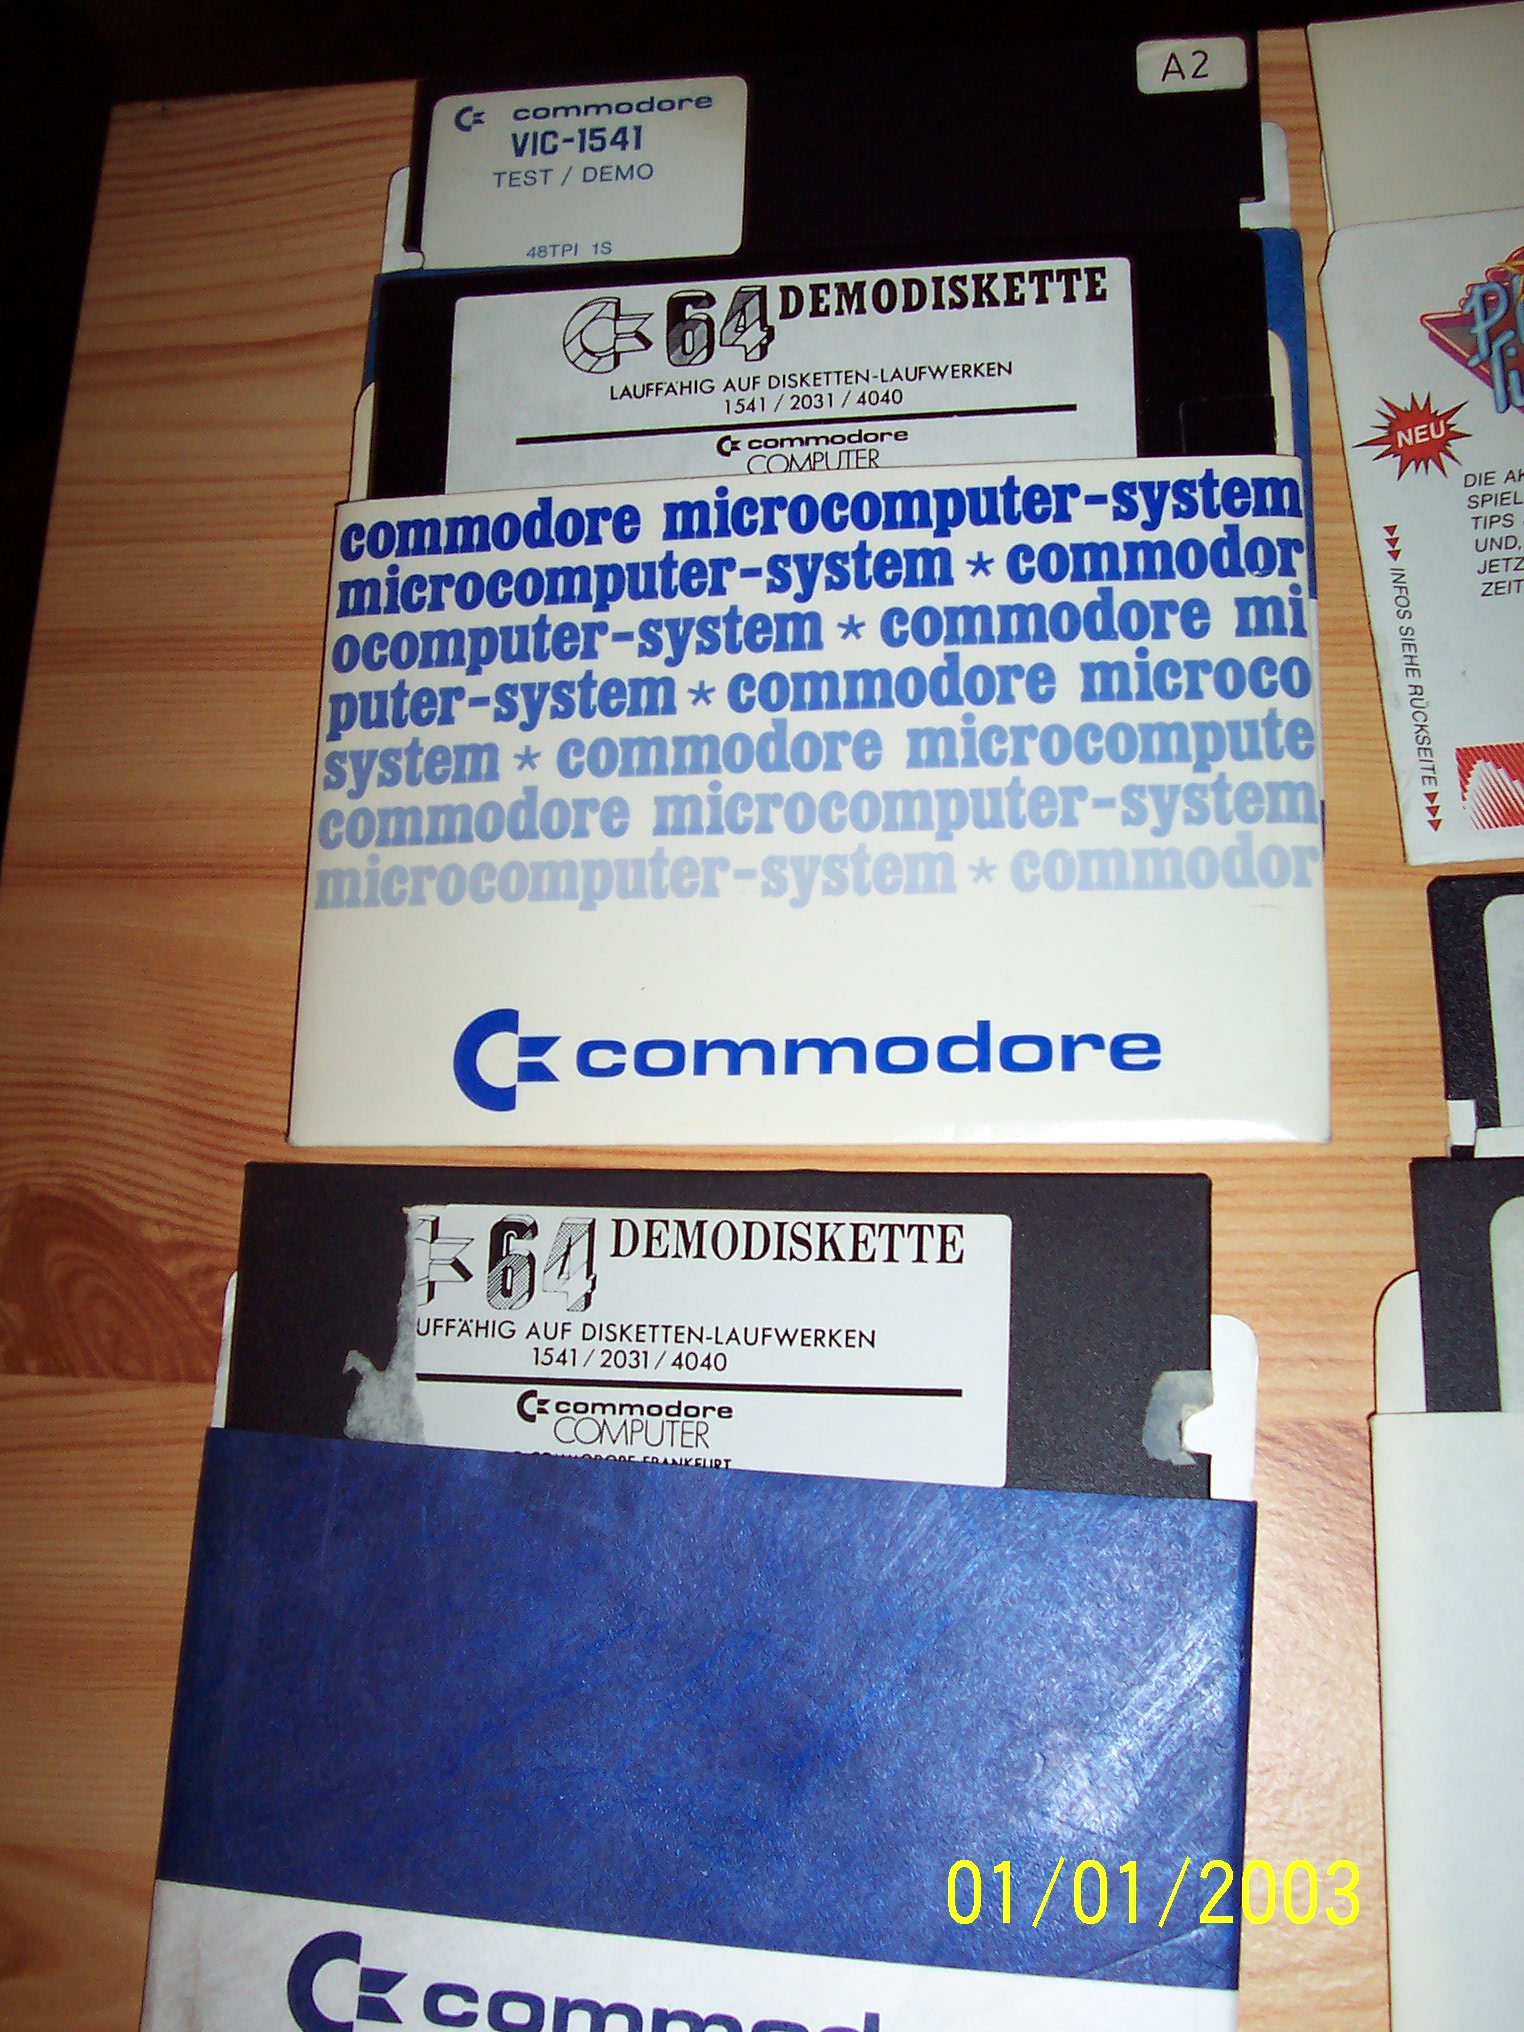 A2
commodore
VIC-1541
TEST / DEMO
48TPI 1S
64 DEMODISKETTE
LAUFFÄHIG AUF DISKETTEN-LAUFWERKEN
1541 / 2031 / 4040
commodore
COMPUTER
commodore microcomputer-system
microcomputer-system * commodor
ocomputer-system * commodore mi
puter-system * commodore microco
system * commodore microcompute
commodore microcomputer-system
microcomputer-system * commodor
commodore
64 DEMODISKETTE
UFFÄHIG AUF DISKETTEN-LAUFWERKEN
1541 / 2031 / 4040
commodore
COMPUTER
COMMODORE FRANKFURT
commod
NEU
DIE AK
SPIEL
TIPS
UND,
JETZ
ZEIT
INFOS SIEHE RÜCKSEITE
01/01/2003